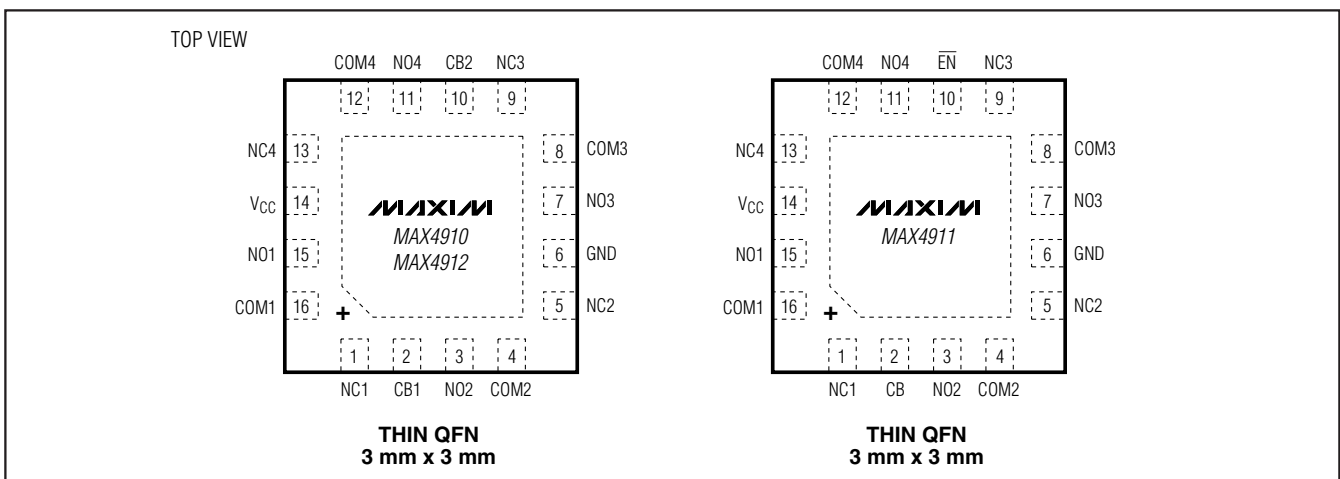 TOP VIEW
COM4 NO4 CB2 NC3
12 11 10 9
NC4 13
8 COM3
VCC 14
MAXIM
7 NO3
MAX4910
NO1 15
MAX4912
6 GND
COM1 16
+
5 NC2
1 2 3 4
NC1 CB1 NO2 COM2
THIN QFN
3 mm x 3 mm
COM4 NO4 E̅N̅ NC3
12 11 10 9
NC4 13
8 COM3
VCC 14
MAXIM
7 NO3
MAX4911
NO1 15
6 GND
COM1 16
+
5 NC2
1 2 3 4
NC1 CB NO2 COM2
THIN QFN
3 mm x 3 mm